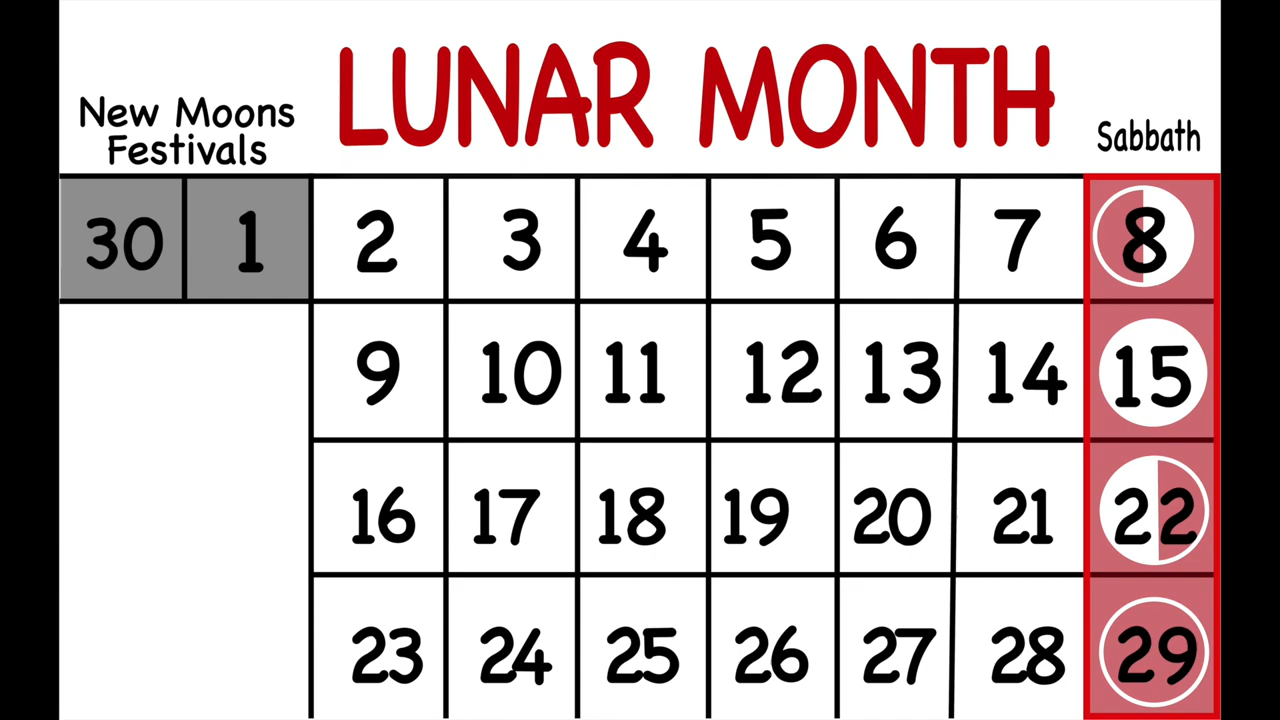 LUNAR MONTH
New Moons
Festivals
Sabbath
30 1 2 3 4 5 6 7 8
9 10 11 12 13 14 15
16 17 18 19 20 21 22
23 24 25 26 27 28 29